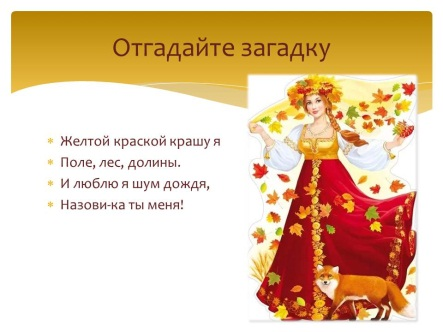 Отгадайте загадку
Желтой краской крашу я
Поле, лес, долины.
И люблю я шум дождя,
Назови-ка ты меня!